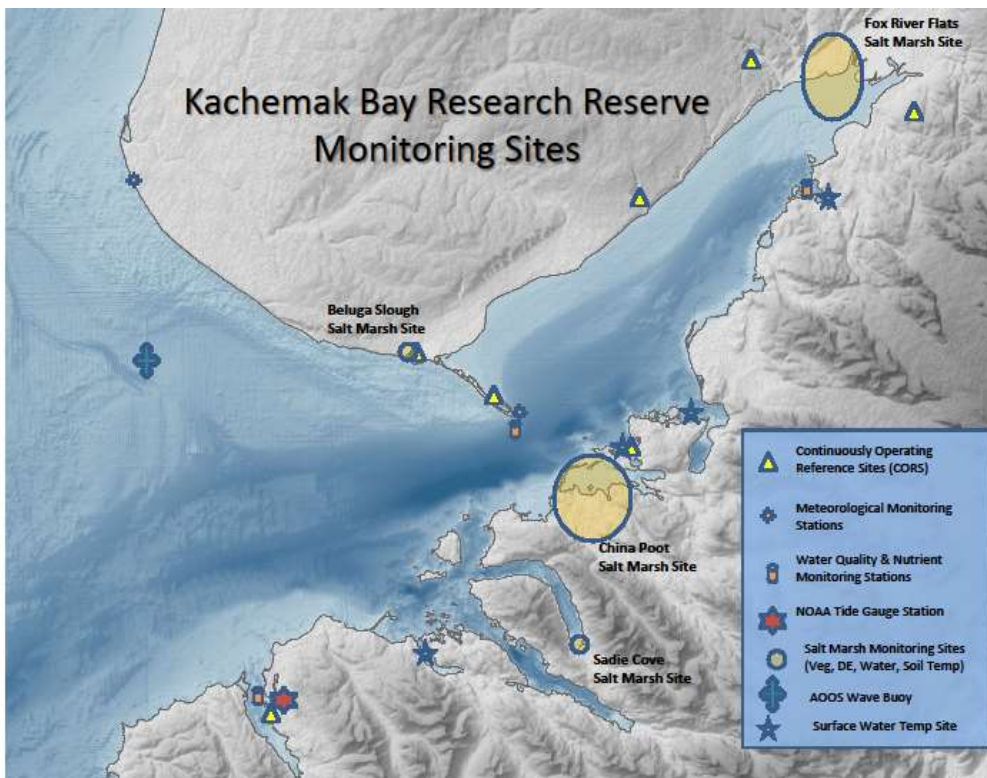 Fox River Flats
Salt Marsh Site
Kachemak Bay Research Reserve
Monitoring Sites
Beluga Slough
Salt Marsh Site
China Poot
Salt Marsh Site
Sadie Cove
Salt Marsh Site
Continuously Operating
Reference Sites (CORS)
Meteorological Monitoring
Stations
Water Quality & Nutrient
Monitoring Stations
NOAA Tide Gauge Station
Salt Marsh Monitoring Sites
(Veg, DE, Water, Soil Temp)
AOOS Wave Buoy
Surface Water Temp Site